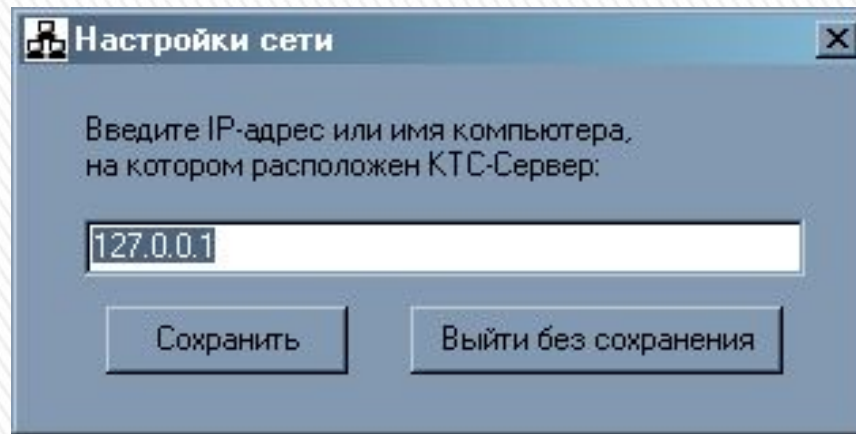 Настройки сети
Введите IP-адрес или имя компьютера,
на котором расположен КТС-Сервер:
127.0.0.1
Сохранить
Выйти без сохранения